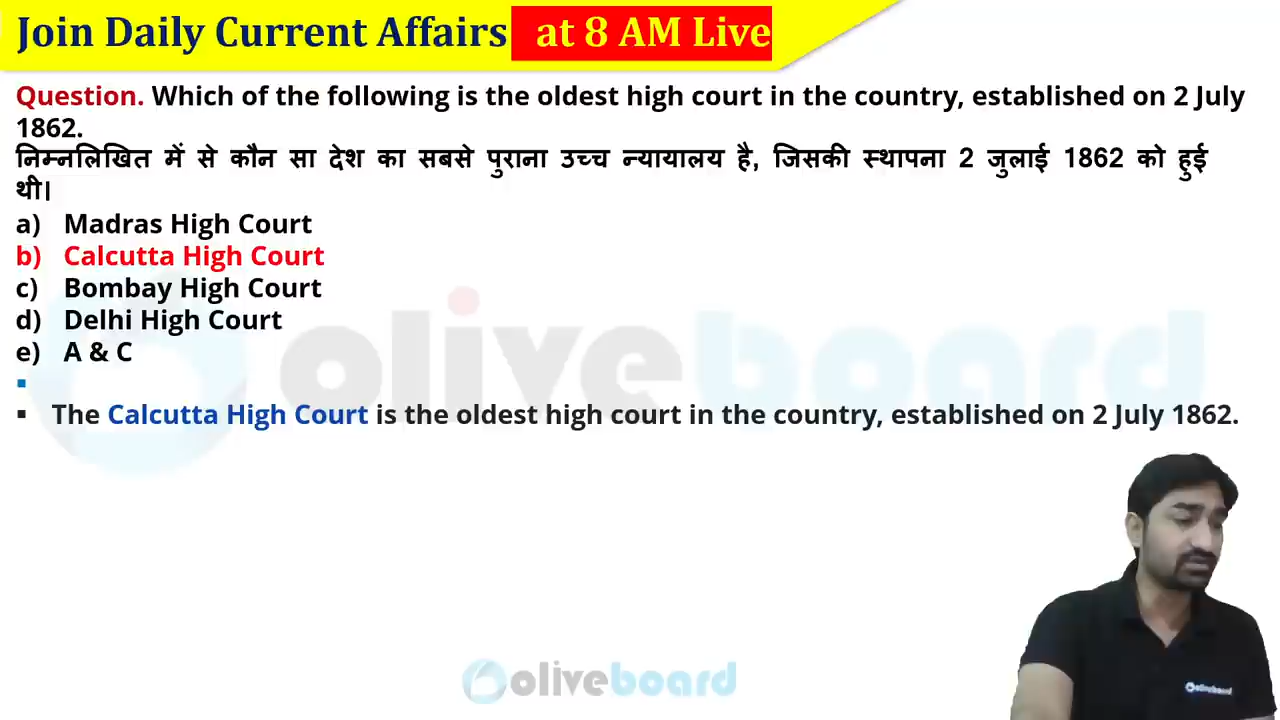 Join Daily Current Affairs at 8 AM Live
Question. Which of the following is the oldest high court in the country, established on 2 July
1862.
निम्नलिखित में से कौन सा देश का सबसे पुराना उच्च न्यायालय है, जिसकी स्थापना 2 जुलाई 1862 को हुई
थी।
a) Madras High Court
b) Calcutta High Court
c) Bombay High Court
d) Delhi High Court
e) A & C
oliveboard
The Calcutta High Court is the oldest high court in the country, established on 2 July 1862.
oliveboard
oliveboard